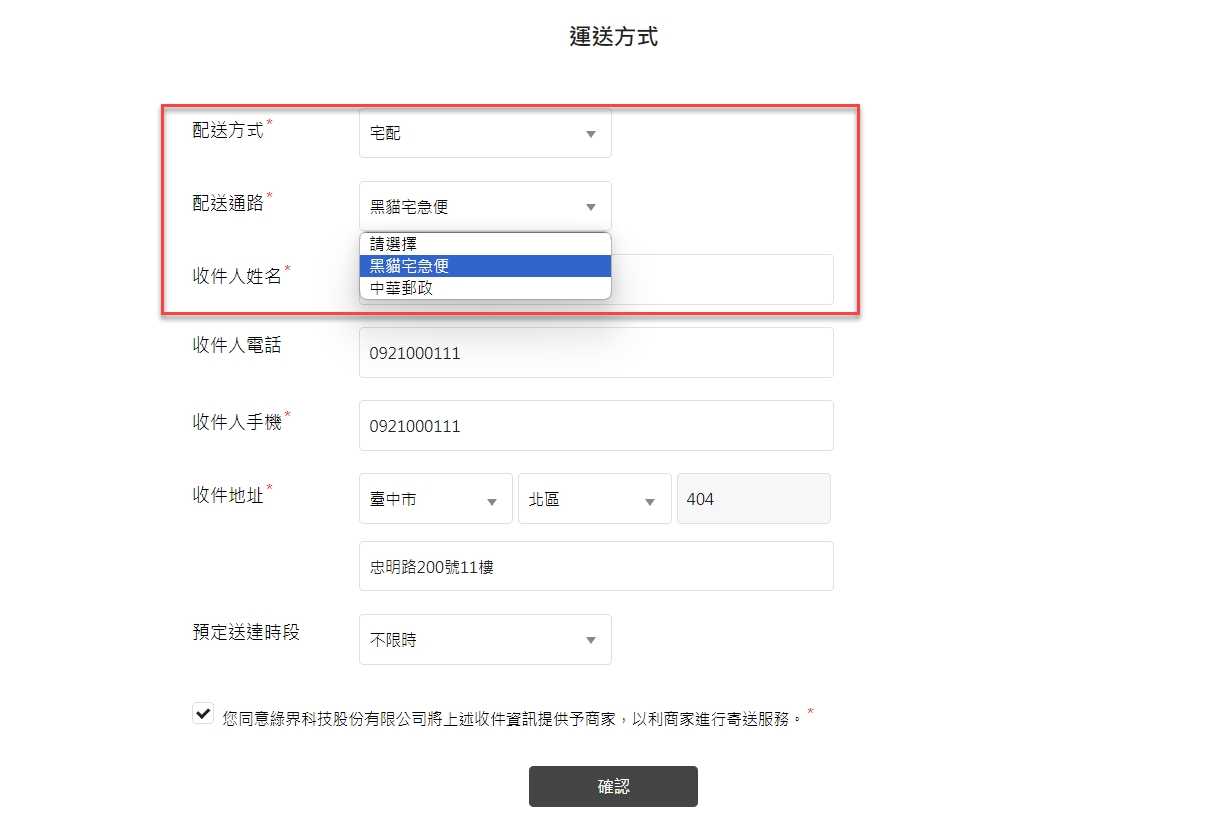 運送方式
配送方式* 宅配
配送通路* 黑貓宅急便
請選擇
黑貓宅急便
中華郵政
收件人姓名*
收件人電話 0921000111
收件人手機* 0921000111
收件地址* 臺中市 北區 404
忠明路200號11樓
預定送達時段 不限時
您同意綠界科技股份有限公司將上述收件資訊提供予商家，以利商家進行寄送服務。*
確認